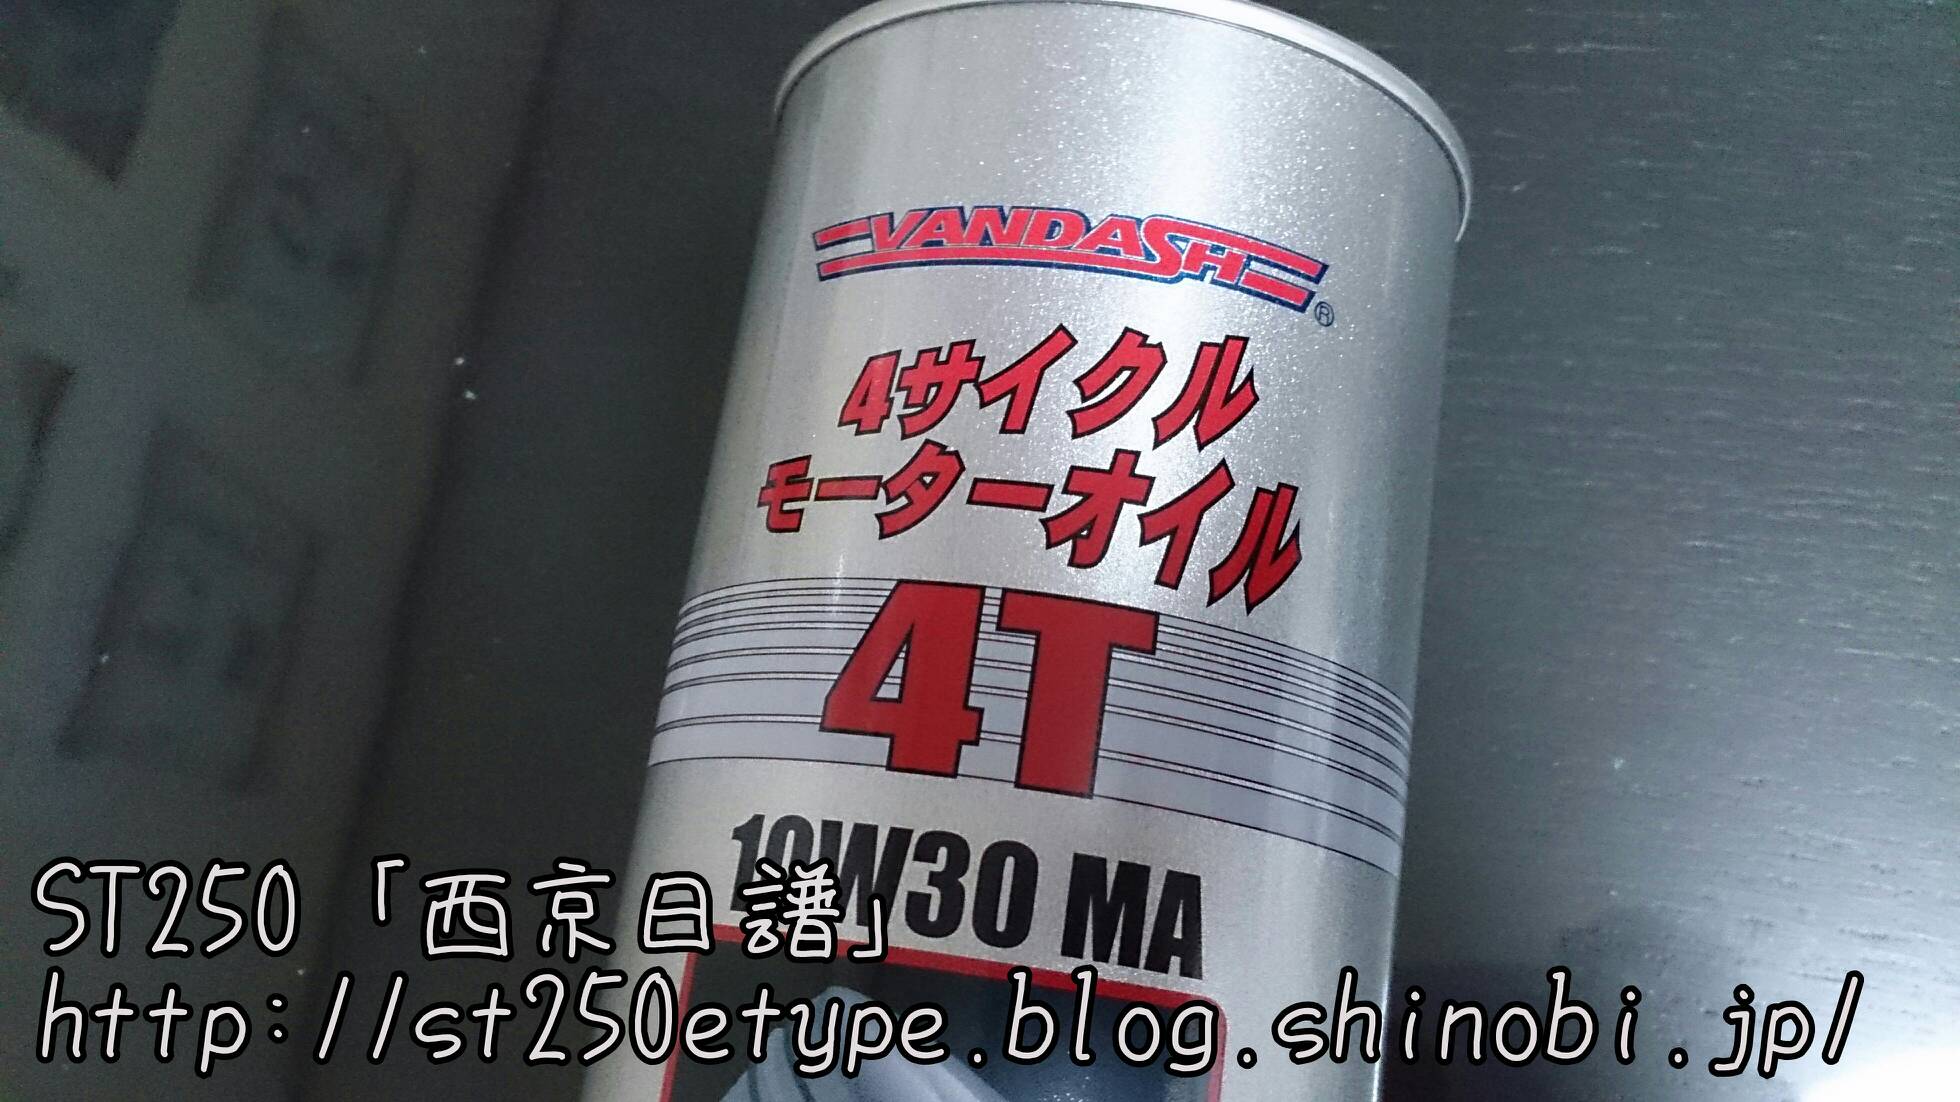 VANDASH
®
4サイクル
モーターオイル
4T
10W30 MA
ST250「西京日譜」
http://st250etype.blog.shinobi.jp/